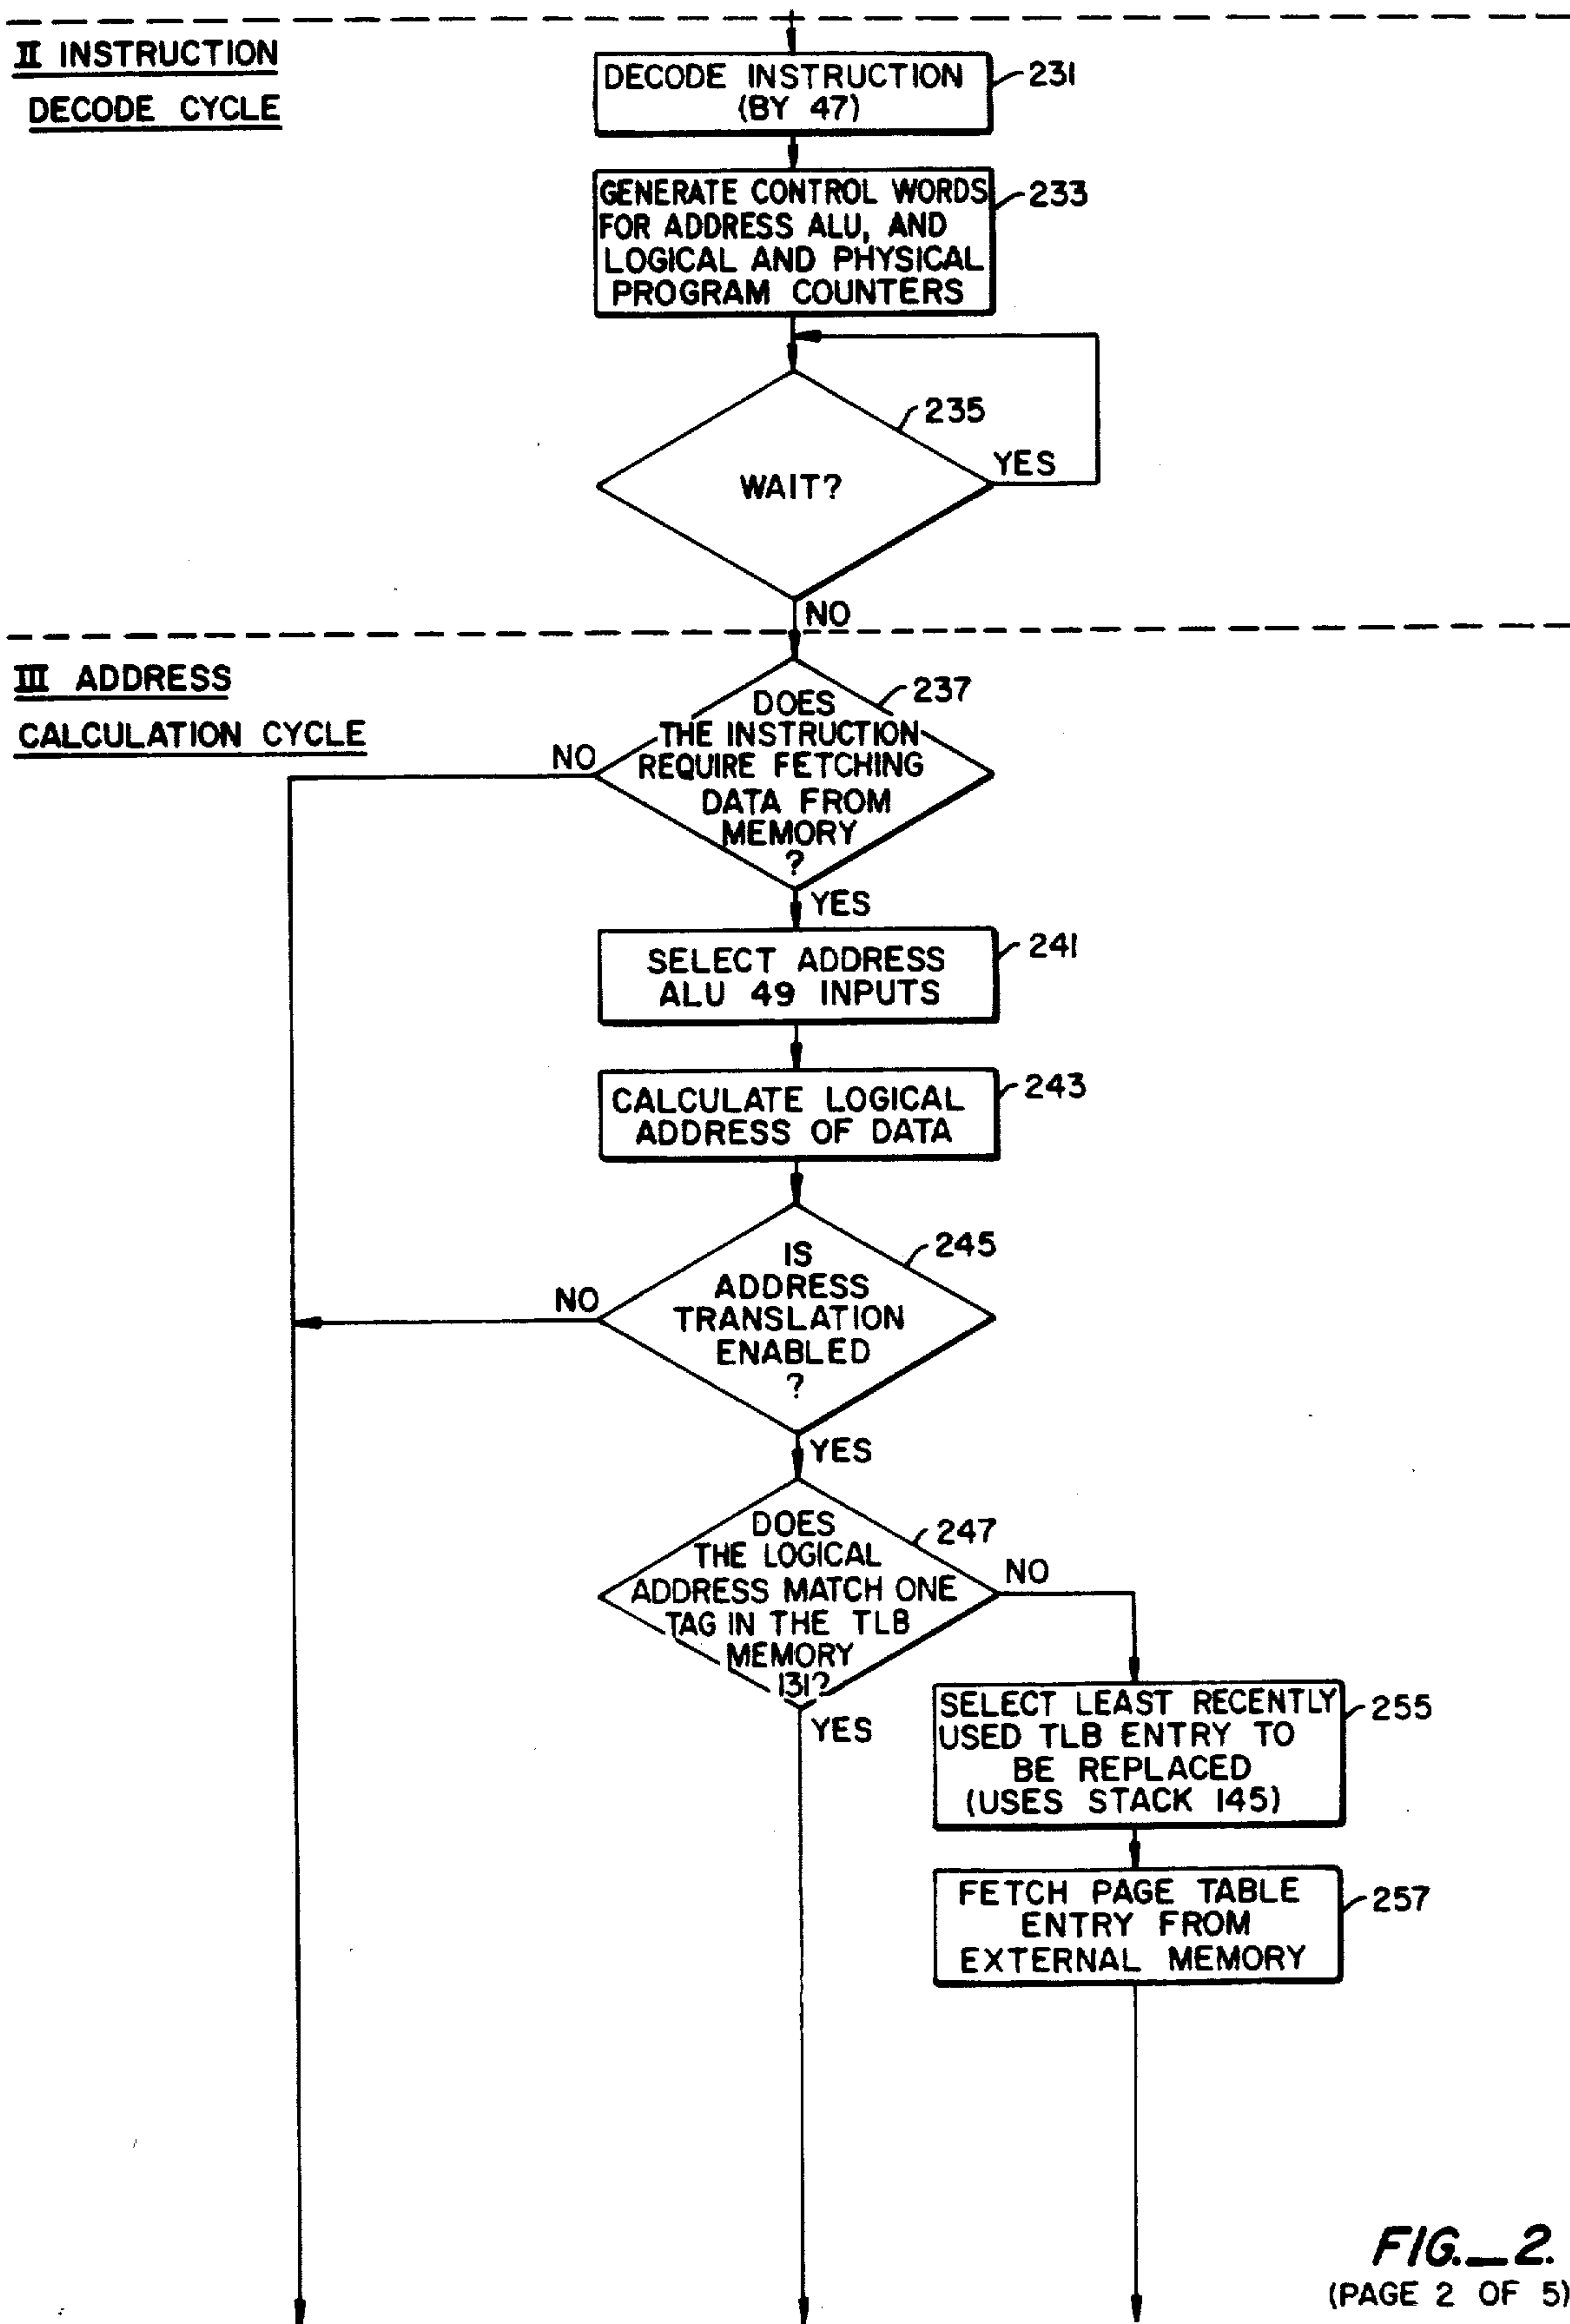 II INSTRUCTION
DECODE CYCLE
DECODE INSTRUCTION
(BY 47)
231
GENERATE CONTROL WORDS
FOR ADDRESS ALU, AND
LOGICAL AND PHYSICAL
PROGRAM COUNTERS
233
235
WAIT?
YES
NO
III ADDRESS
CALCULATION CYCLE
237
DOES
THE INSTRUCTION
REQUIRE FETCHING
DATA FROM
MEMORY
?
NO
YES
SELECT ADDRESS
ALU 49 INPUTS
241
CALCULATE LOGICAL
ADDRESS OF DATA
243
245
IS
ADDRESS
TRANSLATION
ENABLED
?
NO
YES
247
DOES
THE LOGICAL
ADDRESS MATCH ONE
TAG IN THE TLB
MEMORY
131?
NO
YES
SELECT LEAST RECENTLY
USED TLB ENTRY TO
BE REPLACED
(USES STACK 145)
255
FETCH PAGE TABLE
ENTRY FROM
EXTERNAL MEMORY
257
FIG._2.
(PAGE 2 OF 5)